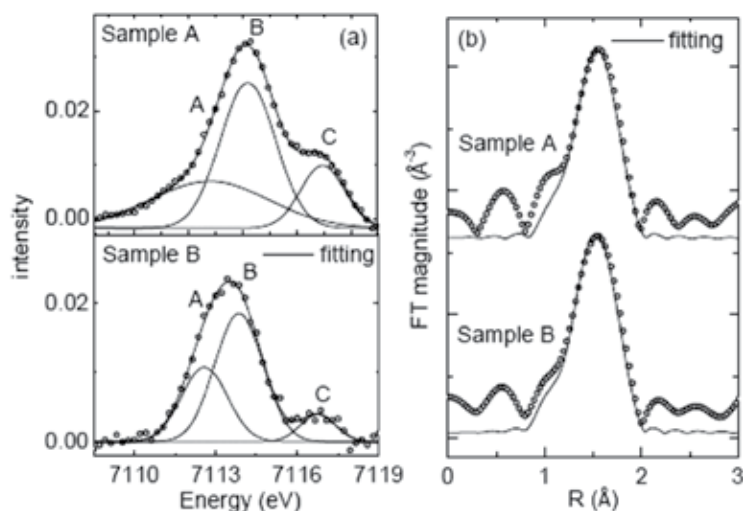 Sample A
B
(a)
A
C
0.02
0.00
Sample B
fitting
B
A
C
0.02
0.00
intensity
7110
7113
7116
7119
Energy (eV)
(b)
fitting
Sample A
Sample B
FT magnitude (Å⁻³)
0
1
2
3
R (Å)